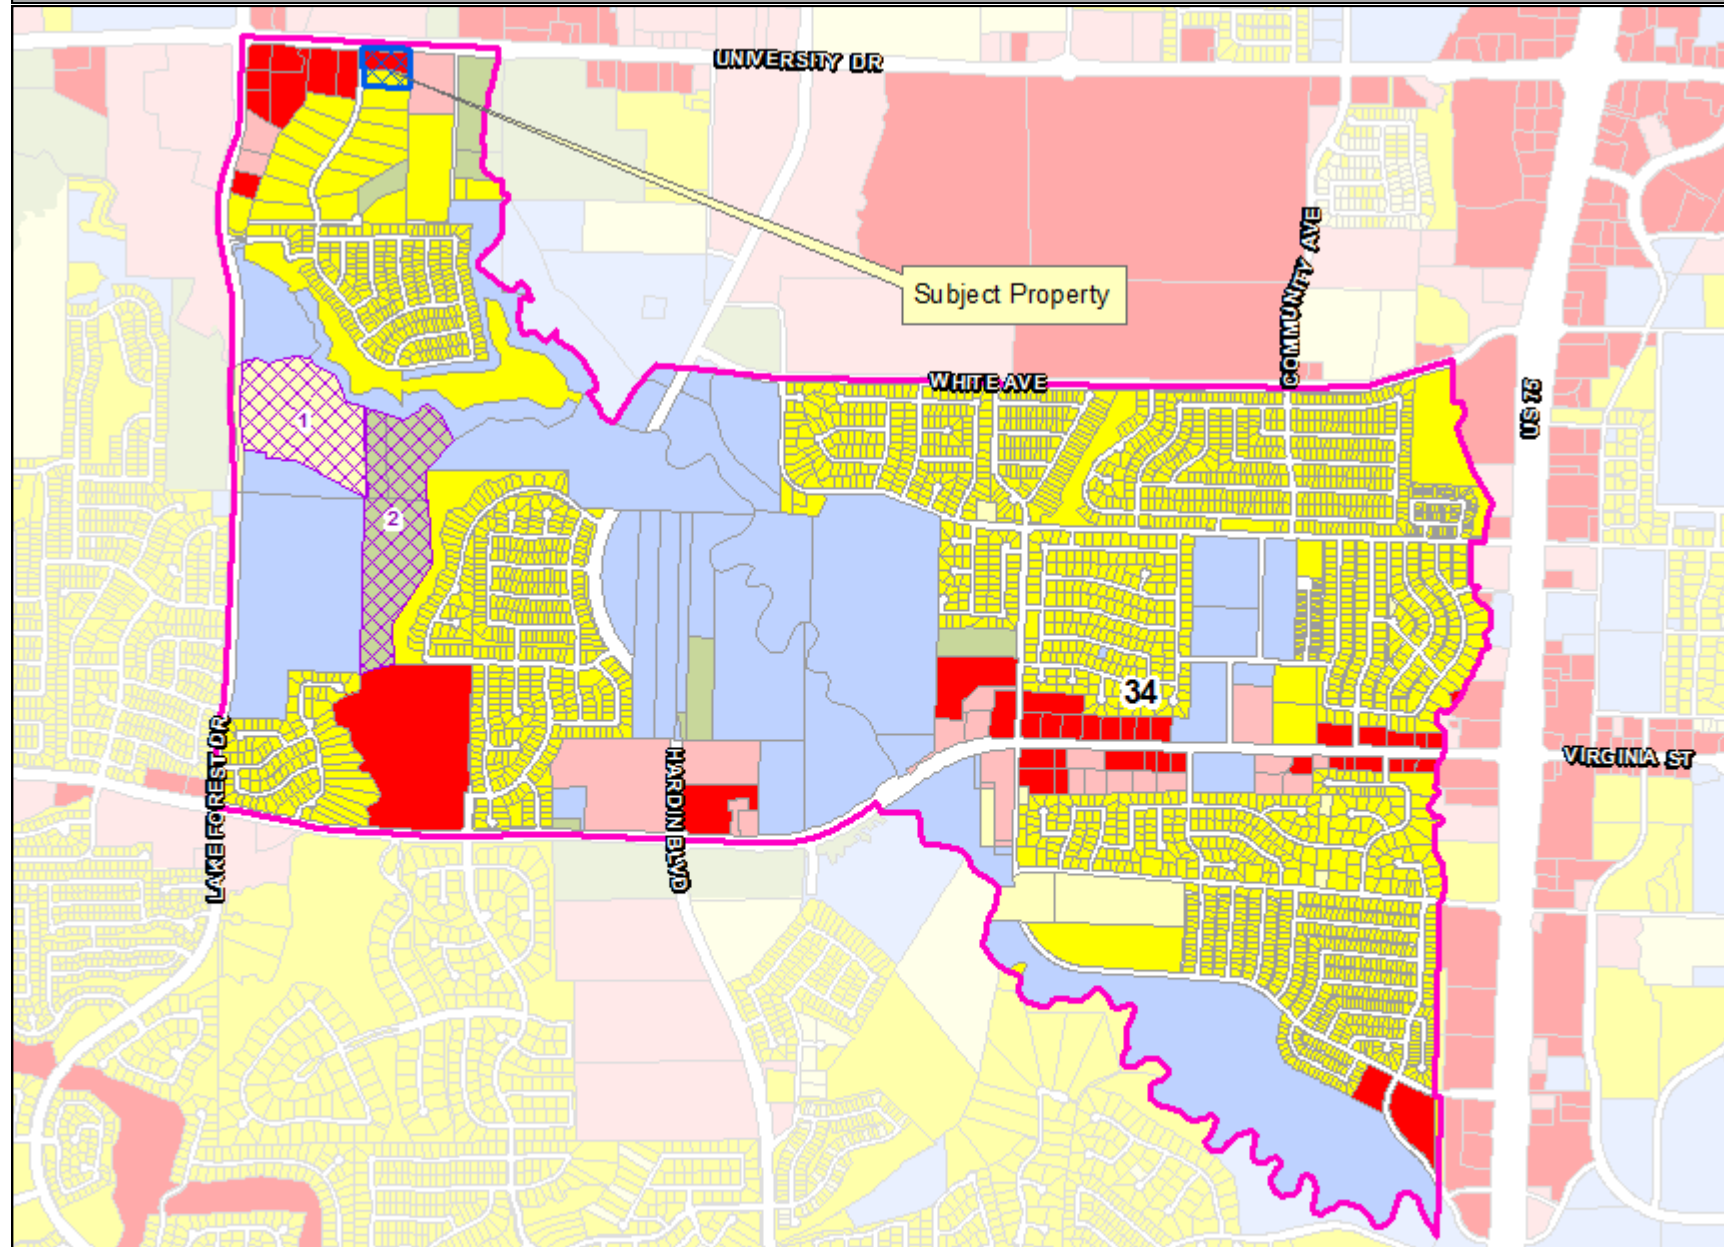 UNIVERSITY DR
Subject Property
COMMUNITY AVE
WHITE AVE
US 75
1
2
34
LAKE FOREST DR
HARDIN BLVD
VIRGINIA ST